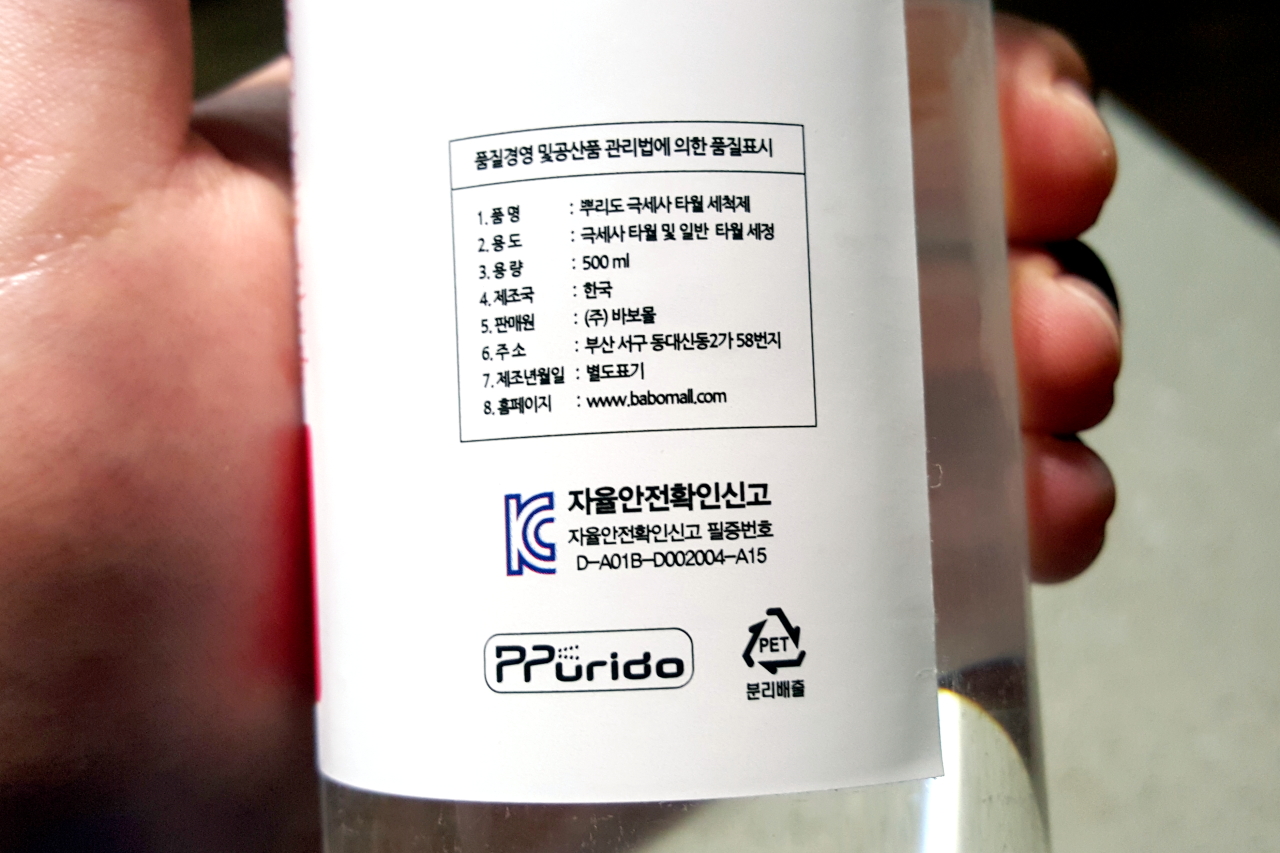 품질경영 및공산품 관리법에 의한 품질표시
1. 품 명 : 뿌리도 극세사 타월 세척제
2. 용 도 : 극세사 타월 및 일반 타월 세정
3. 용 량 : 500 ml
4. 제조국 : 한국
5. 판매원 : (주) 바보몰
6. 주 소 : 부산 서구 동대신동2가 58번지
7. 제조년월일 : 별도표기
8. 홈페이지 : www.babomall.com
자율안전확인신고
자율안전확인신고 필증번호
D-A01B-D002004-A15
PPurido
PET
분리배출